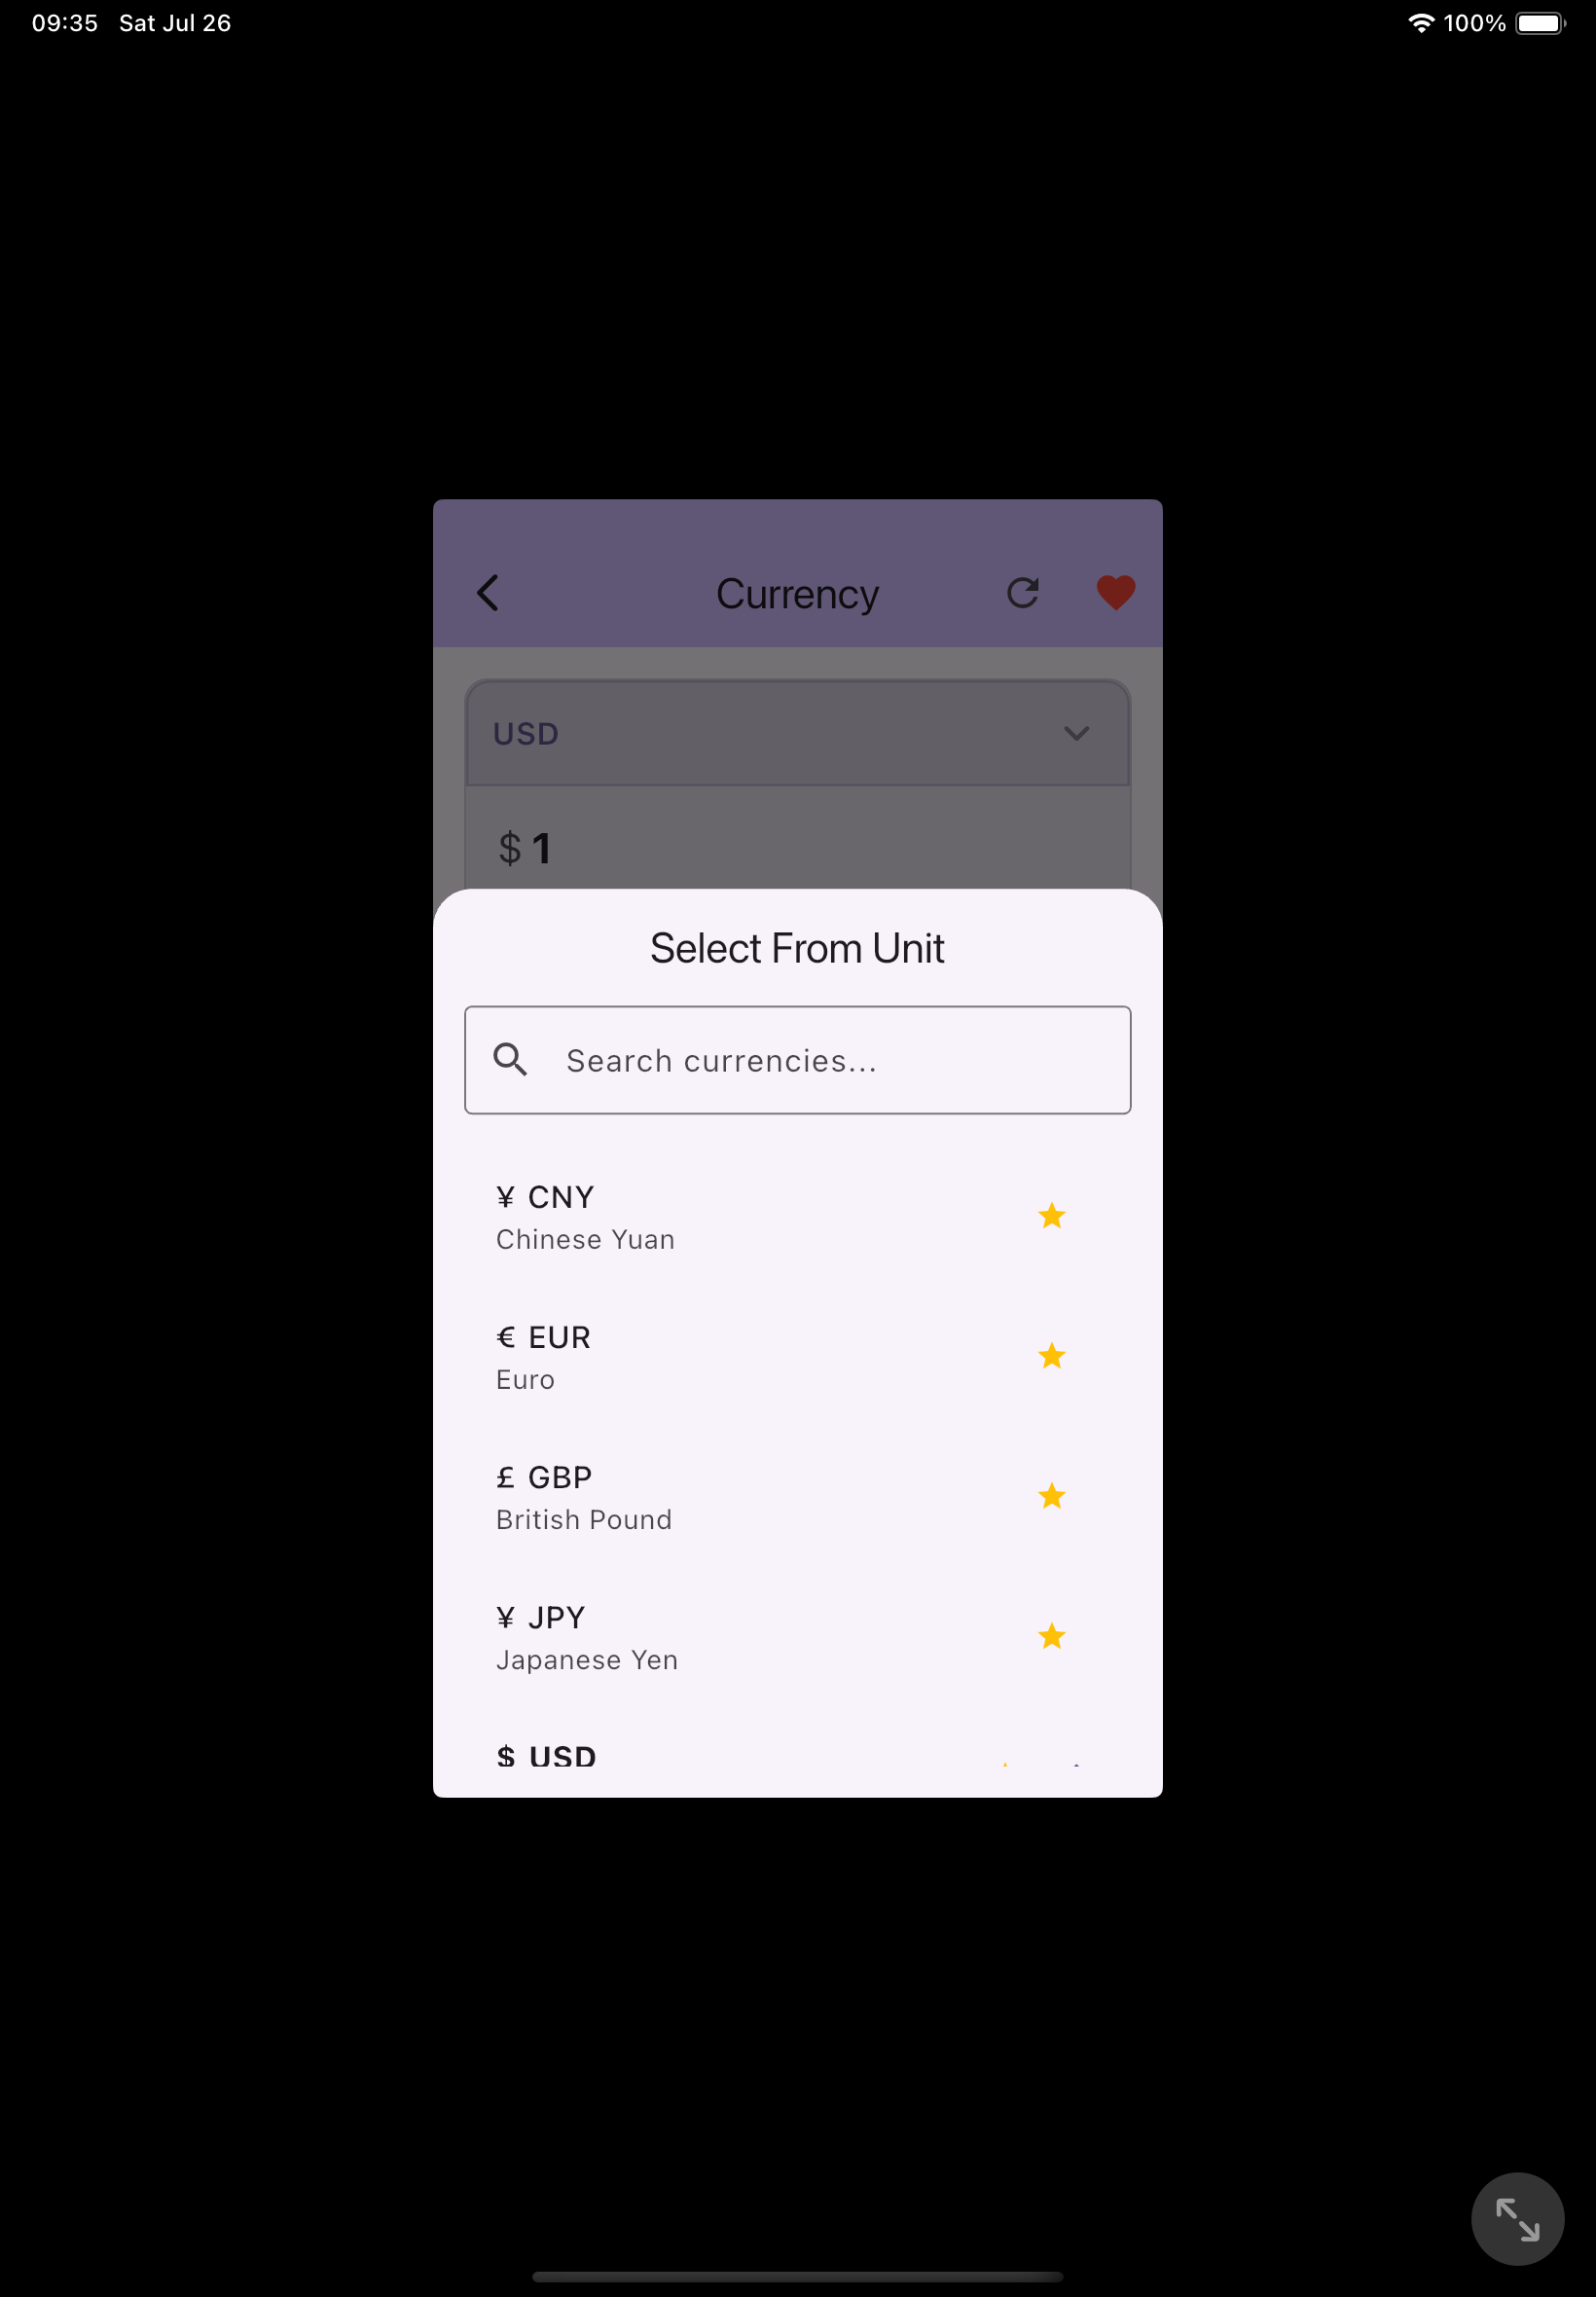 09:35 Sat Jul 26
100%
Currency
USD
$ 1
Select From Unit
Search currencies...
¥ CNY
Chinese Yuan
€ EUR
Euro
£ GBP
British Pound
¥ JPY
Japanese Yen
$ USD